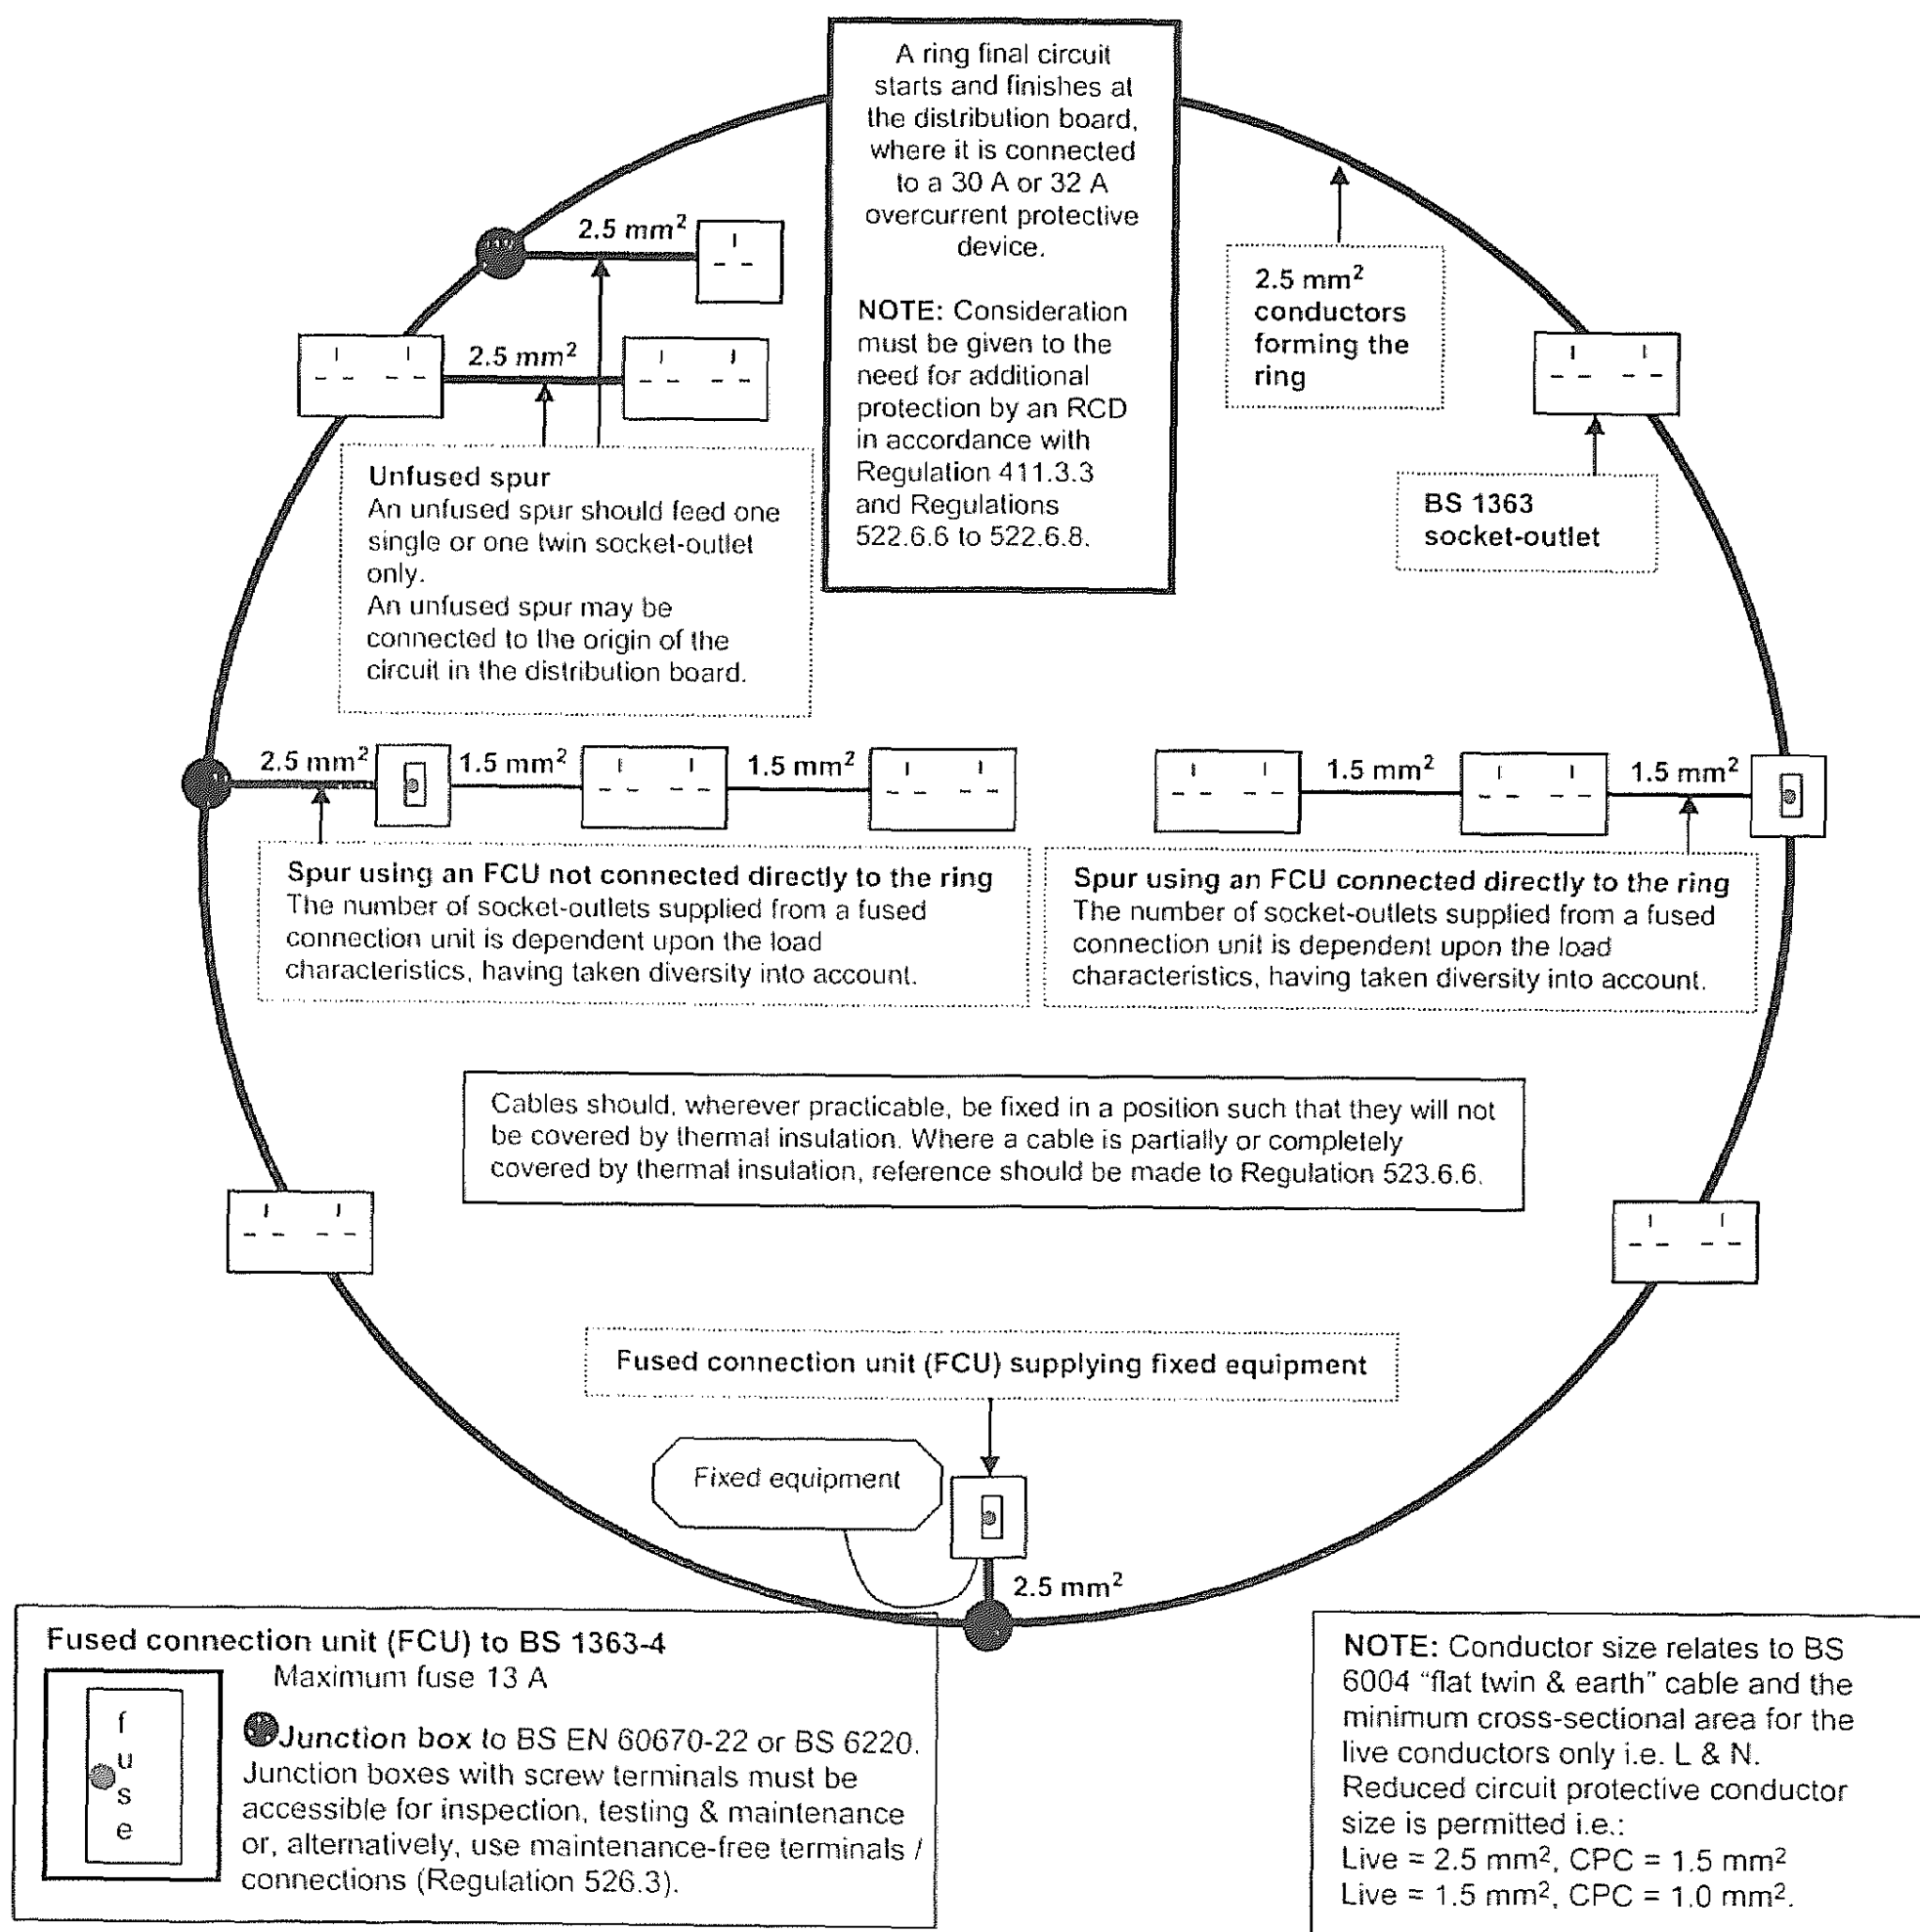 A ring final circuit
starts and finishes at
the distribution board,
where it is connected
to a 30 A or 32 A
overcurrent protective
device.
NOTE: Consideration
must be given to the
need for additional
protection by an RCD
in accordance with
Regulation 411.3.3
and Regulations
522.6.6 to 522.6.8.
2.5 mm²
2.5 mm²
2.5 mm²
conductors
forming the
ring
BS 1363
socket-outlet
Unfused spur
An unfused spur should feed one
single or one twin socket-outlet
only.
An unfused spur may be
connected to the origin of the
circuit in the distribution board.
2.5 mm²
1.5 mm²
1.5 mm²
1.5 mm²
1.5 mm²
Spur using an FCU not connected directly to the ring
The number of socket-outlets supplied from a fused
connection unit is dependent upon the load
characteristics, having taken diversity into account.
Spur using an FCU connected directly to the ring
The number of socket-outlets supplied from a fused
connection unit is dependent upon the load
characteristics, having taken diversity into account.
Cables should, wherever practicable, be fixed in a position such that they will not
be covered by thermal insulation. Where a cable is partially or completely
covered by thermal insulation, reference should be made to Regulation 523.6.6.
Fused connection unit (FCU) supplying fixed equipment
Fixed equipment
2.5 mm²
Fused connection unit (FCU) to BS 1363-4
Maximum fuse 13 A
f
u
s
e
Junction box to BS EN 60670-22 or BS 6220.
Junction boxes with screw terminals must be
accessible for inspection, testing & maintenance
or, alternatively, use maintenance-free terminals /
connections (Regulation 526.3).
NOTE: Conductor size relates to BS
6004 “flat twin & earth” cable and the
minimum cross-sectional area for the
live conductors only i.e. L & N.
Reduced circuit protective conductor
size is permitted i.e.:
Live = 2.5 mm², CPC = 1.5 mm²
Live = 1.5 mm², CPC = 1.0 mm².